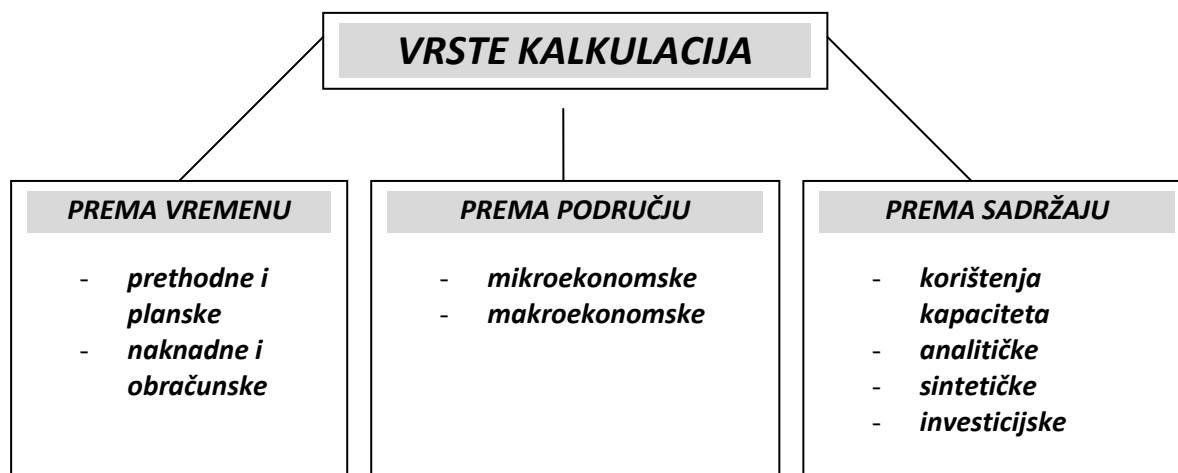 VRSTE KALKULACIJA
PREMA VREMENU
- prethodne i
planske
- naknadne i
obračunske
PREMA PODRUČJU
- mikroekonomske
- makroekonomske
PREMA SADRŽAJU
- korištenja
kapaciteta
- analitičke
- sintetičke
- investicijske